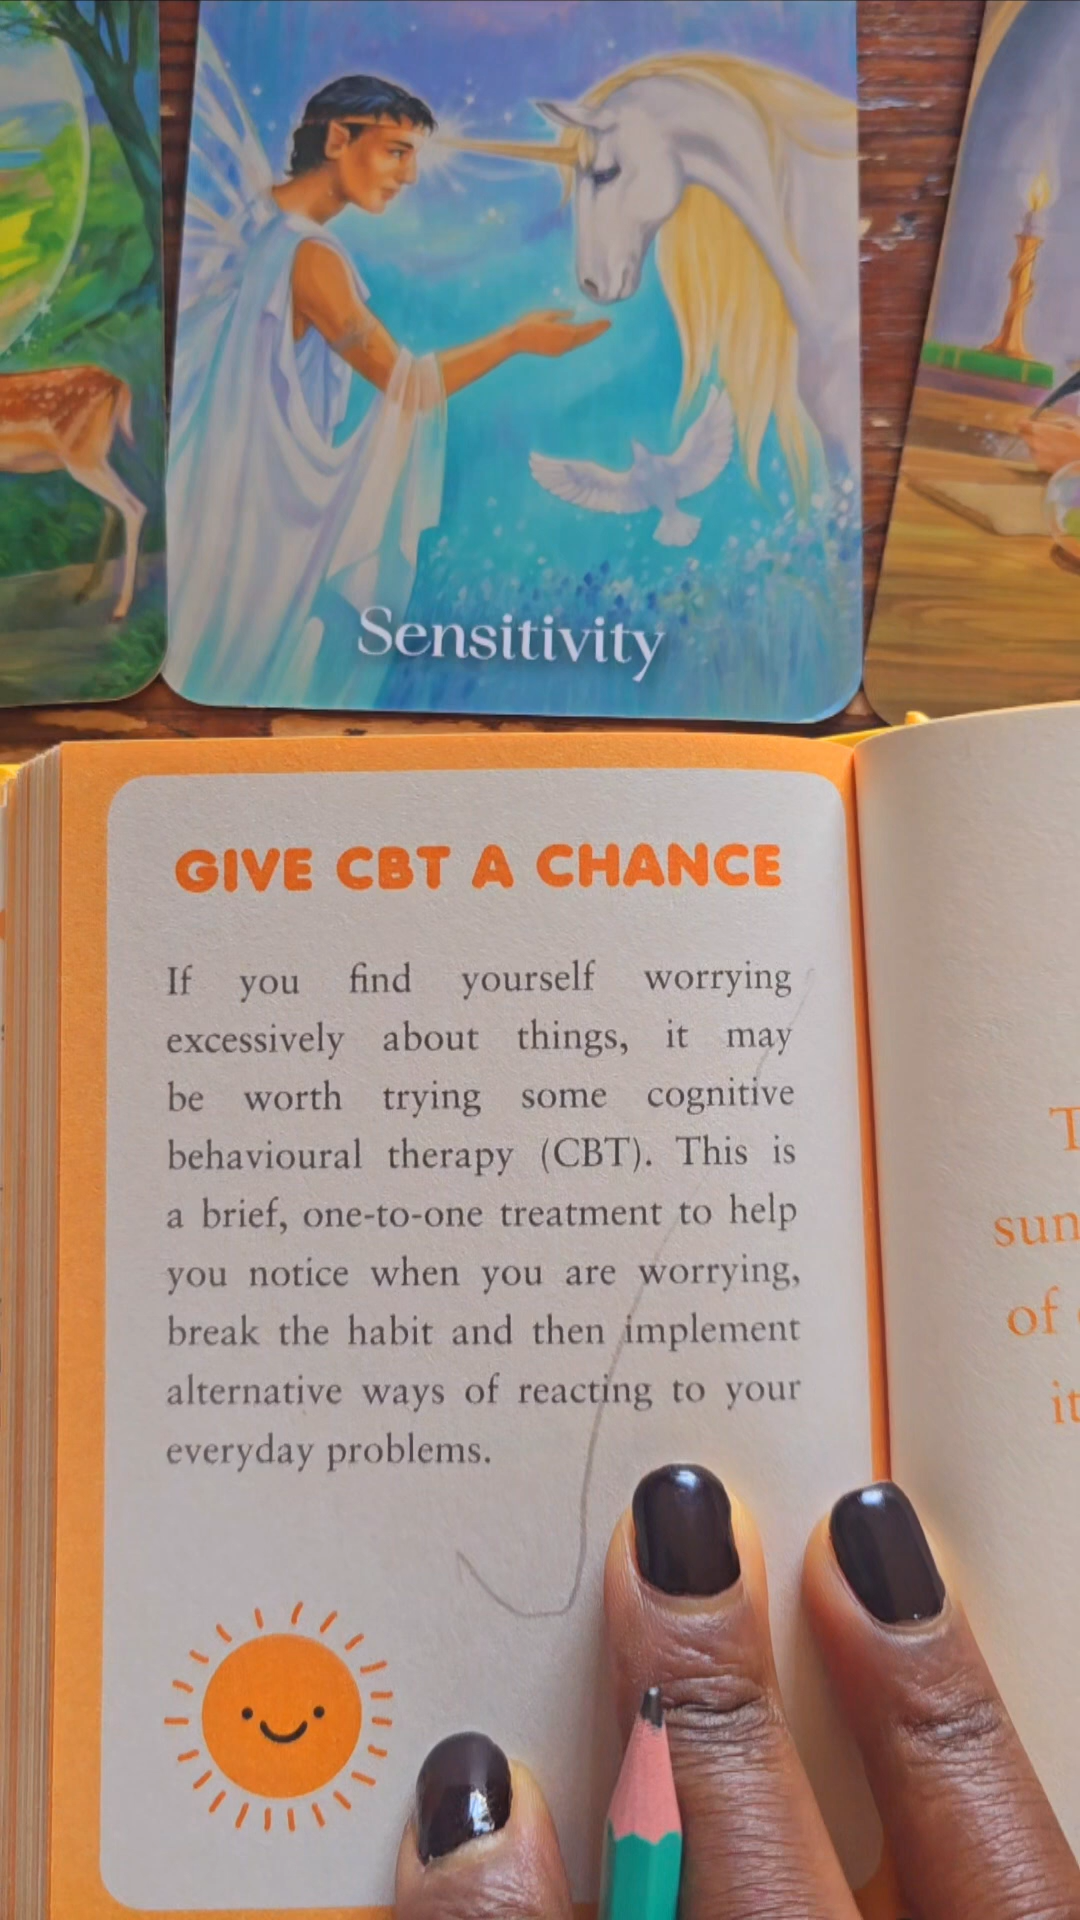 Sensitivity
GIVE CBT A CHANCE
If you find yourself worrying
excessively about things, it may
be worth trying some cognitive
behavioural therapy (CBT). This is
a brief, one-to-one treatment to help
you notice when you are worrying,
break the habit and then implement
alternative ways of reacting to your
everyday problems.
sun
of
it